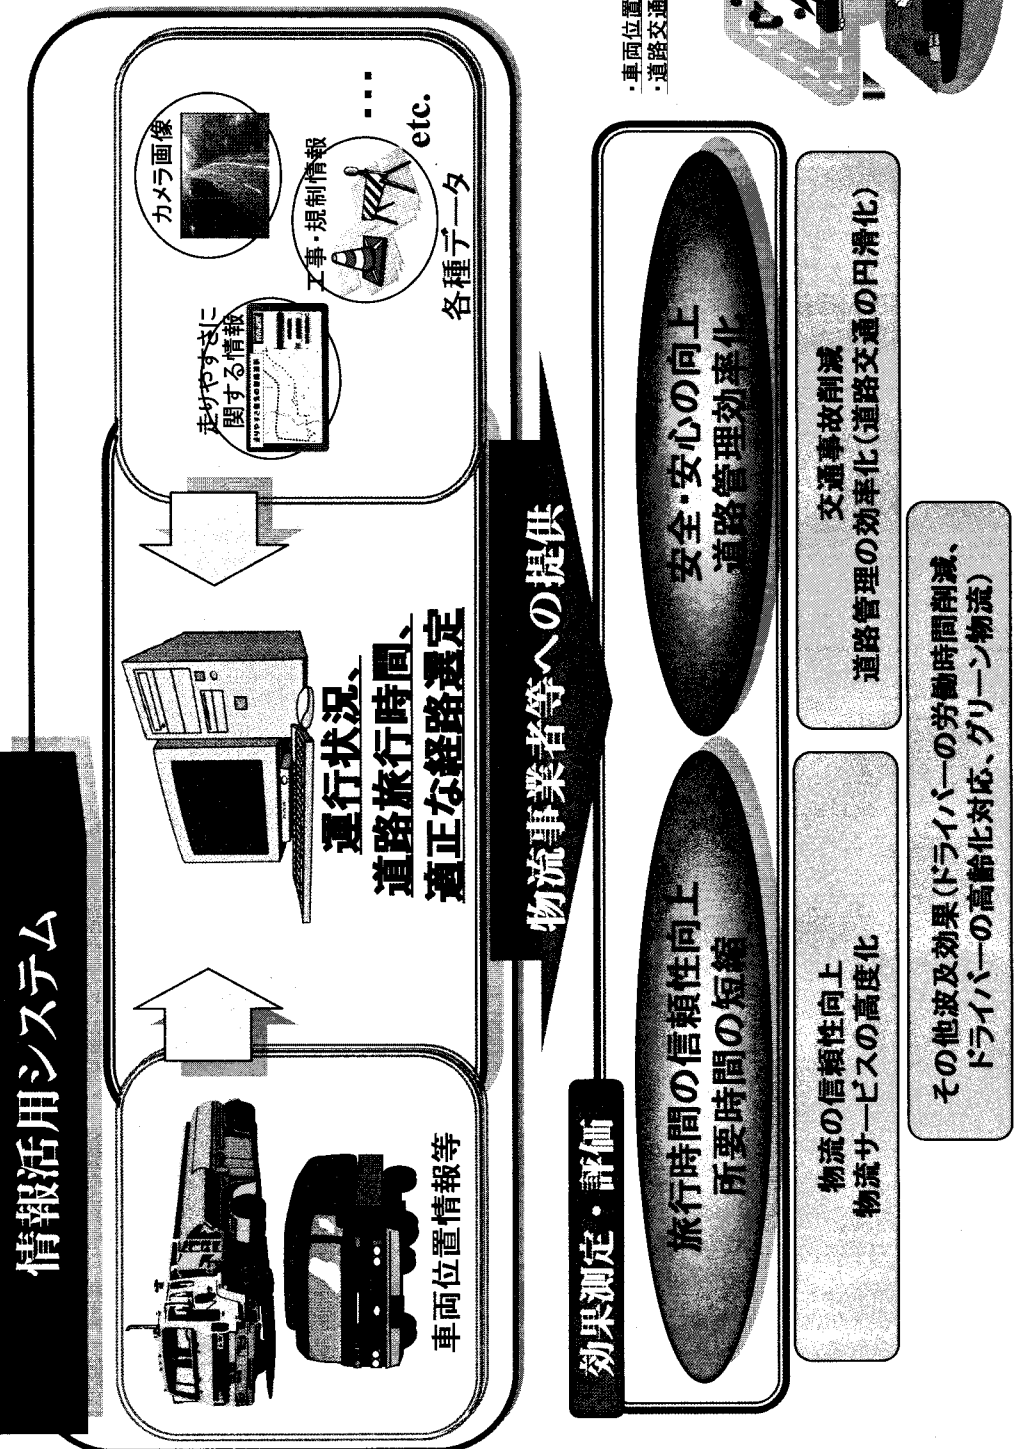 情報活用システム
車両位置情報等
運行状況、
道路旅行時間、
適正な経路選定
走りやすさに
関する情報
カメラ画像
工事・規制情報
・・・
etc.
各種データ
物流事業者等への提供
効果測定・評価
旅行時間の信頼性向上
所要時間の短縮
安全・安心の向上
道路管理効率化
物流の信頼性向上
物流サービスの高度化
交通事故削減
道路管理の効率化（道路交通の円滑化）
その他波及効果（ドライバーの労働時間削減、
ドライバーの高齢化対応、グリーン物流）
・車両位置
・道路交通